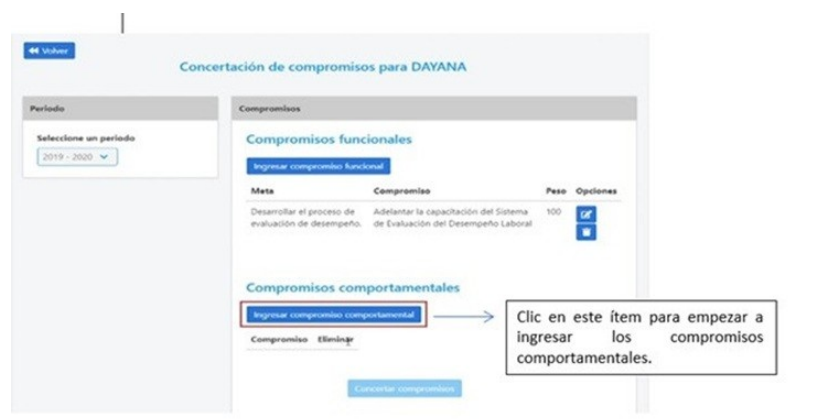 Volver
Concertación de compromisos para DAYANA
Periodo
Seleccione un periodo
2019 - 2020
Compromisos
Compromisos funcionales
Ingresar compromiso funcional
Meta Compromiso Peso Opciones
Desarrollar el proceso de Adelantar la capacitación del Sistema 100
evaluación de desempeño. de Evaluación del Desempeño Laboral
Compromisos comportamentales
Ingresar compromiso comportamental
Compromiso Eliminar
Concertar compromisos
Clic en este ítem para empezar a
ingresar los compromisos
comportamentales.